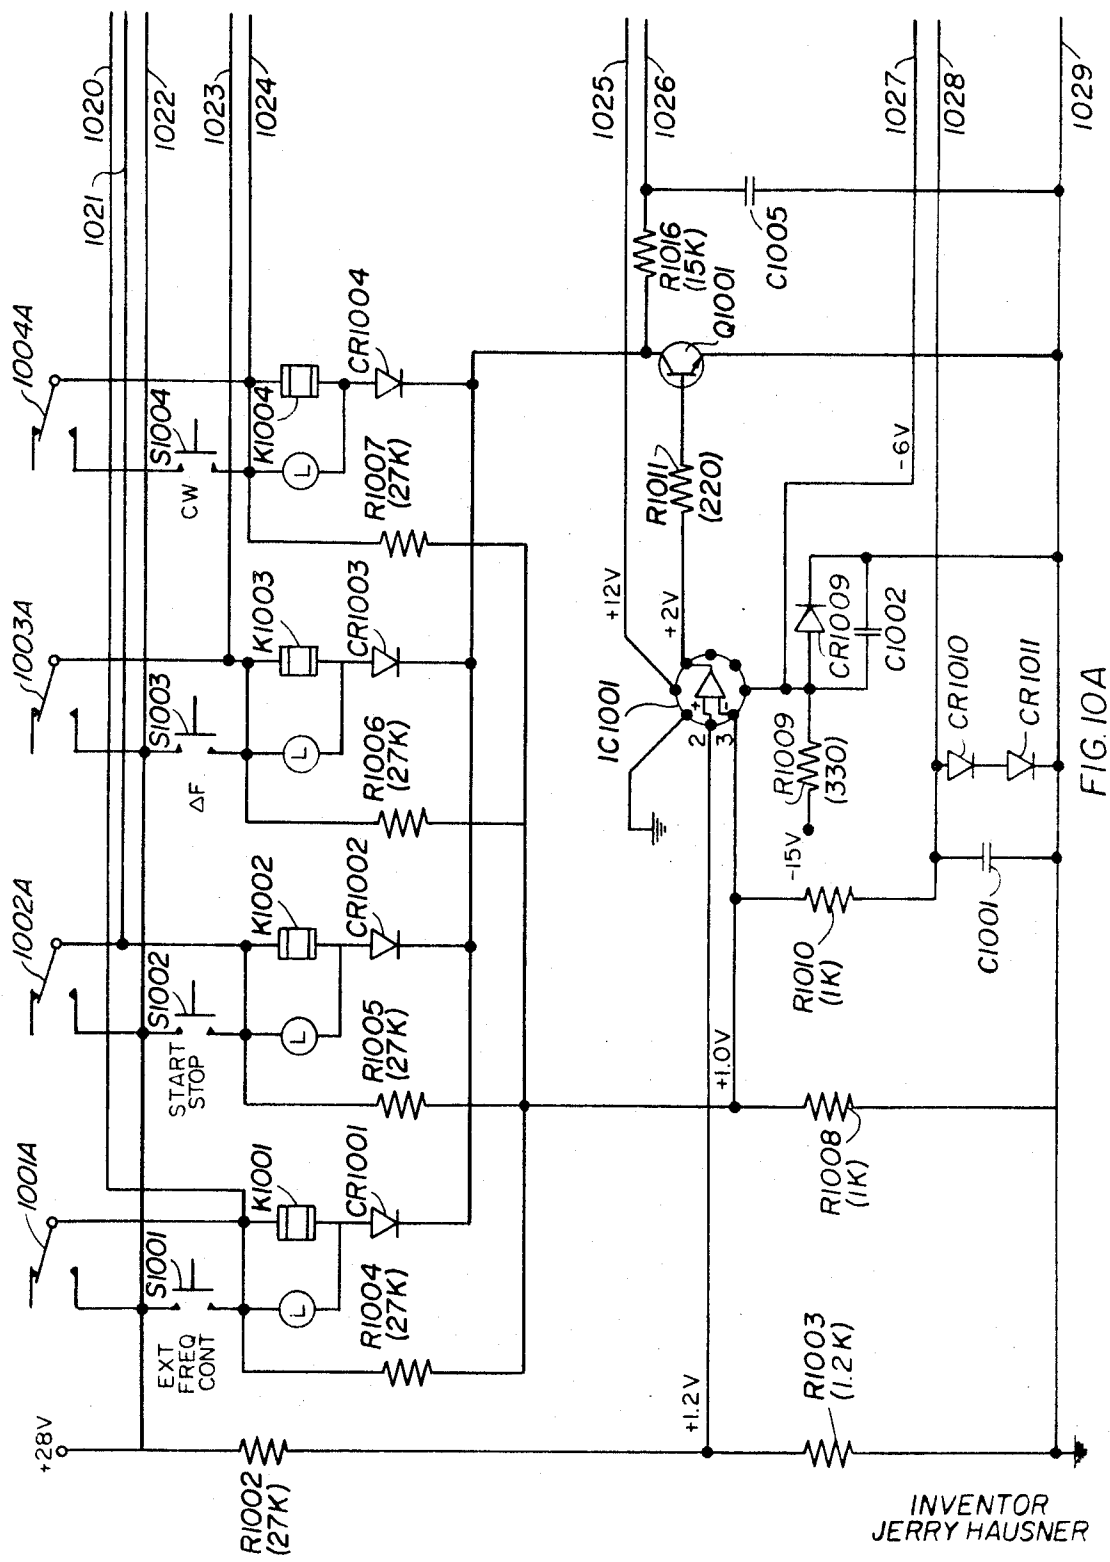 +28V
R1002
(27K)
EXT
FREQ
CONT
S1001
1001A
K1001
L
CR1001
R1004
(27K)
START
STOP
S1002
1002A
K1002
L
CR1002
R1005
(27K)
ΔF
S1003
1003A
K1003
L
CR1003
R1006
(27K)
CW
S1004
1004A
K1004
L
CR1004
R1007
(27K)
1020
1021
1022
1023
1024
1025
1026
1027
1028
1029
+1.2V
R1003
(1.2K)
+1.0V
R1008
(1K)
R1010
(1K)
C1001
IC1001
2
3
+
-
+12V
+2V
R1011
(220)
Q1001
R1016
(15K)
C1005
-15V
R1009
(330)
CR1009
C1002
-6V
CR1010
CR1011
FIG. 10A
INVENTOR
JERRY HAUSNER